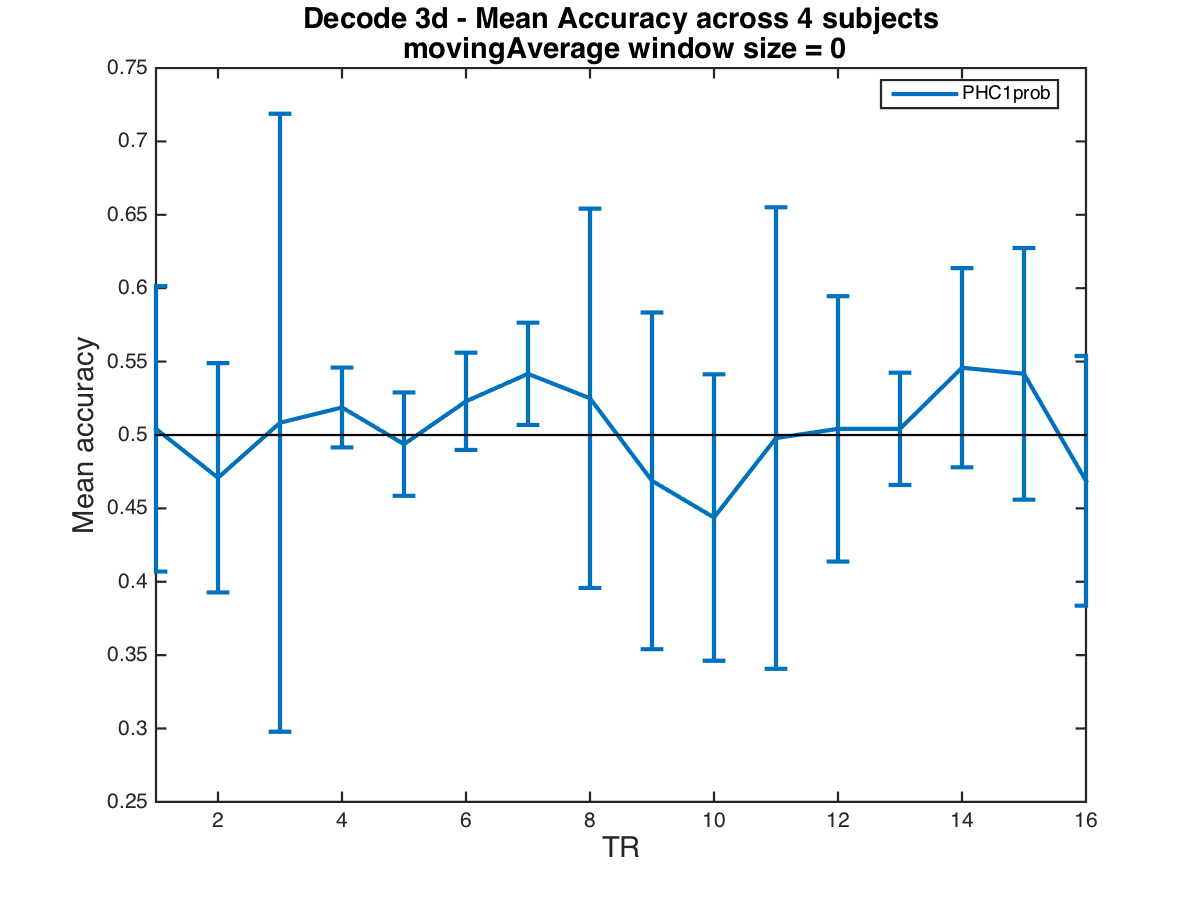 Decode 3d - Mean Accuracy across 4 subjects
movingAverage window size = 0
PHC1prob
Mean accuracy
0.75
0.7
0.65
0.6
0.55
0.5
0.45
0.4
0.35
0.3
0.25
2 4 6 8 10 12 14 16
TR